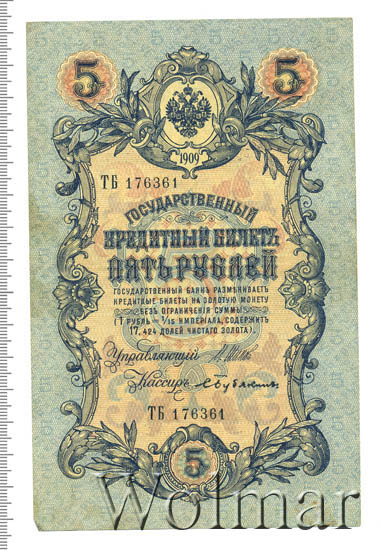 5 5
1909
ТБ 176361
ГОСУДАРСТВЕННЫЙ
КРЕДИТНЫЙ БИЛЕТЪ
ПЯТЬ РУБЛЕЙ
ГОСУДАРСТВЕННЫЙ БАНКЪ РАЗМѢНИВАЕТЪ
КРЕДИТНЫЕ БИЛЕТЫ НА ЗОЛОТУЮ МОНЕТУ
БЕЗЪ ОГРАНИЧЕНІЯ СУММЫ
(1 РУБЛЬ = 1/15 ИМПЕРІАЛА, СОДЕРЖИТЪ
17,424 ДОЛЕЙ ЧИСТАГО ЗОЛОТА).
Управляющій
Кассиръ
ТБ 176361
5
Wolmar